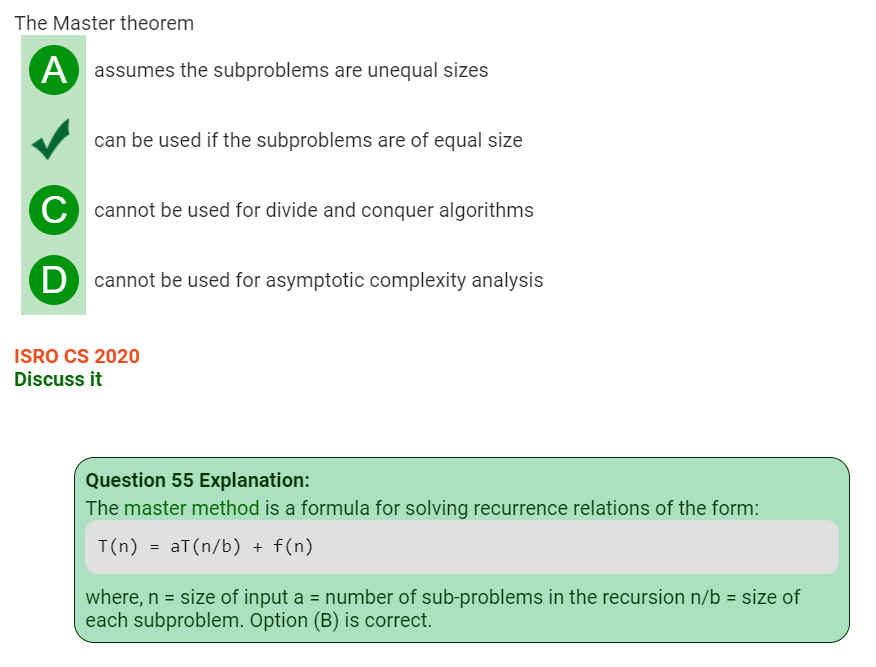 The Master theorem
A assumes the subproblems are unequal sizes
can be used if the subproblems are of equal size
C cannot be used for divide and conquer algorithms
D cannot be used for asymptotic complexity analysis
ISRO CS 2020
Discuss it
Question 55 Explanation:
The master method is a formula for solving recurrence relations of the form:
T(n) = aT(n/b) + f(n)
where, n = size of input a = number of sub-problems in the recursion n/b = size of
each subproblem. Option (B) is correct.